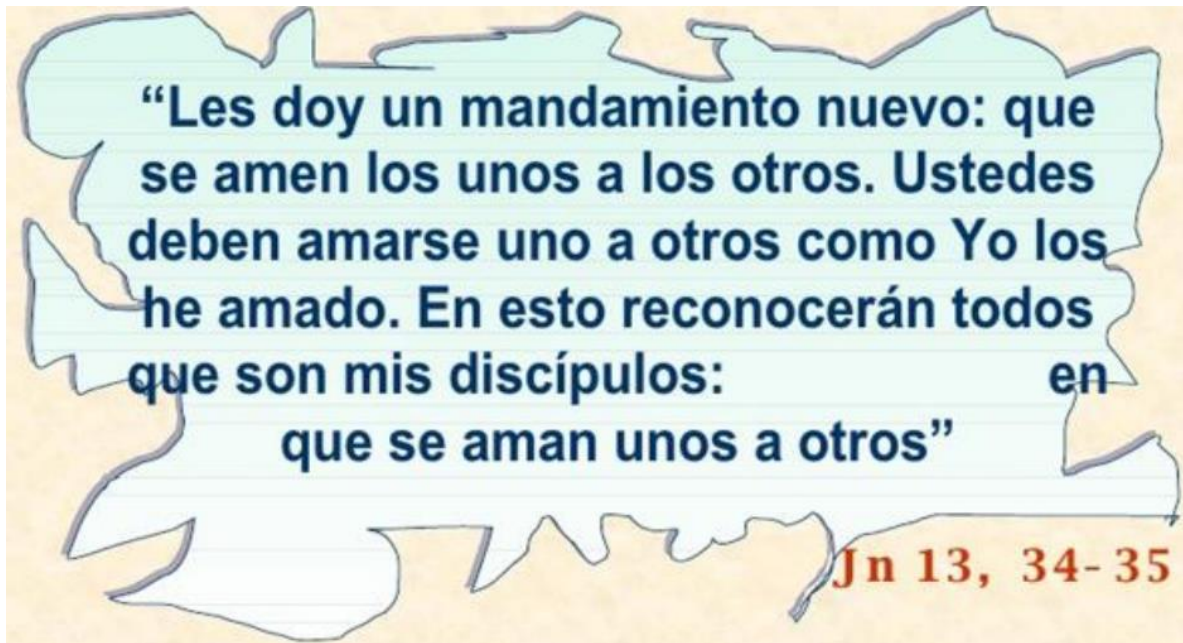 “Les doy un mandamiento nuevo: que
se amen los unos a los otros. Ustedes
deben amarse uno a otros como Yo los
he amado. En esto reconocerán todos
que son mis discípulos: en
que se aman unos a otros”
Jn 13, 34-35